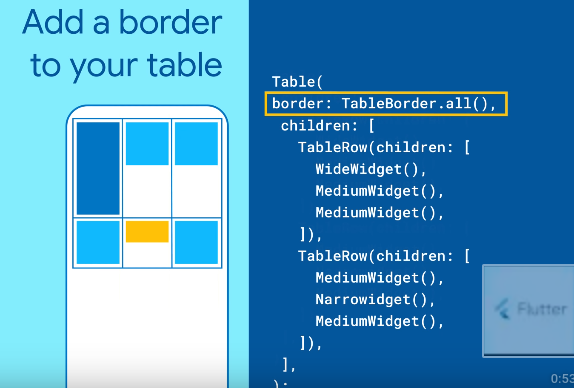 Add a border
to your table
Table(
border: TableBorder.all(),
children: [
TableRow(children: [
WideWidget(),
MediumWidget(),
MediumWidget(),
]),
TableRow(children: [
MediumWidget(),
Narrowidget(),
MediumWidget(),
]),
],
);
Flutter
0:53